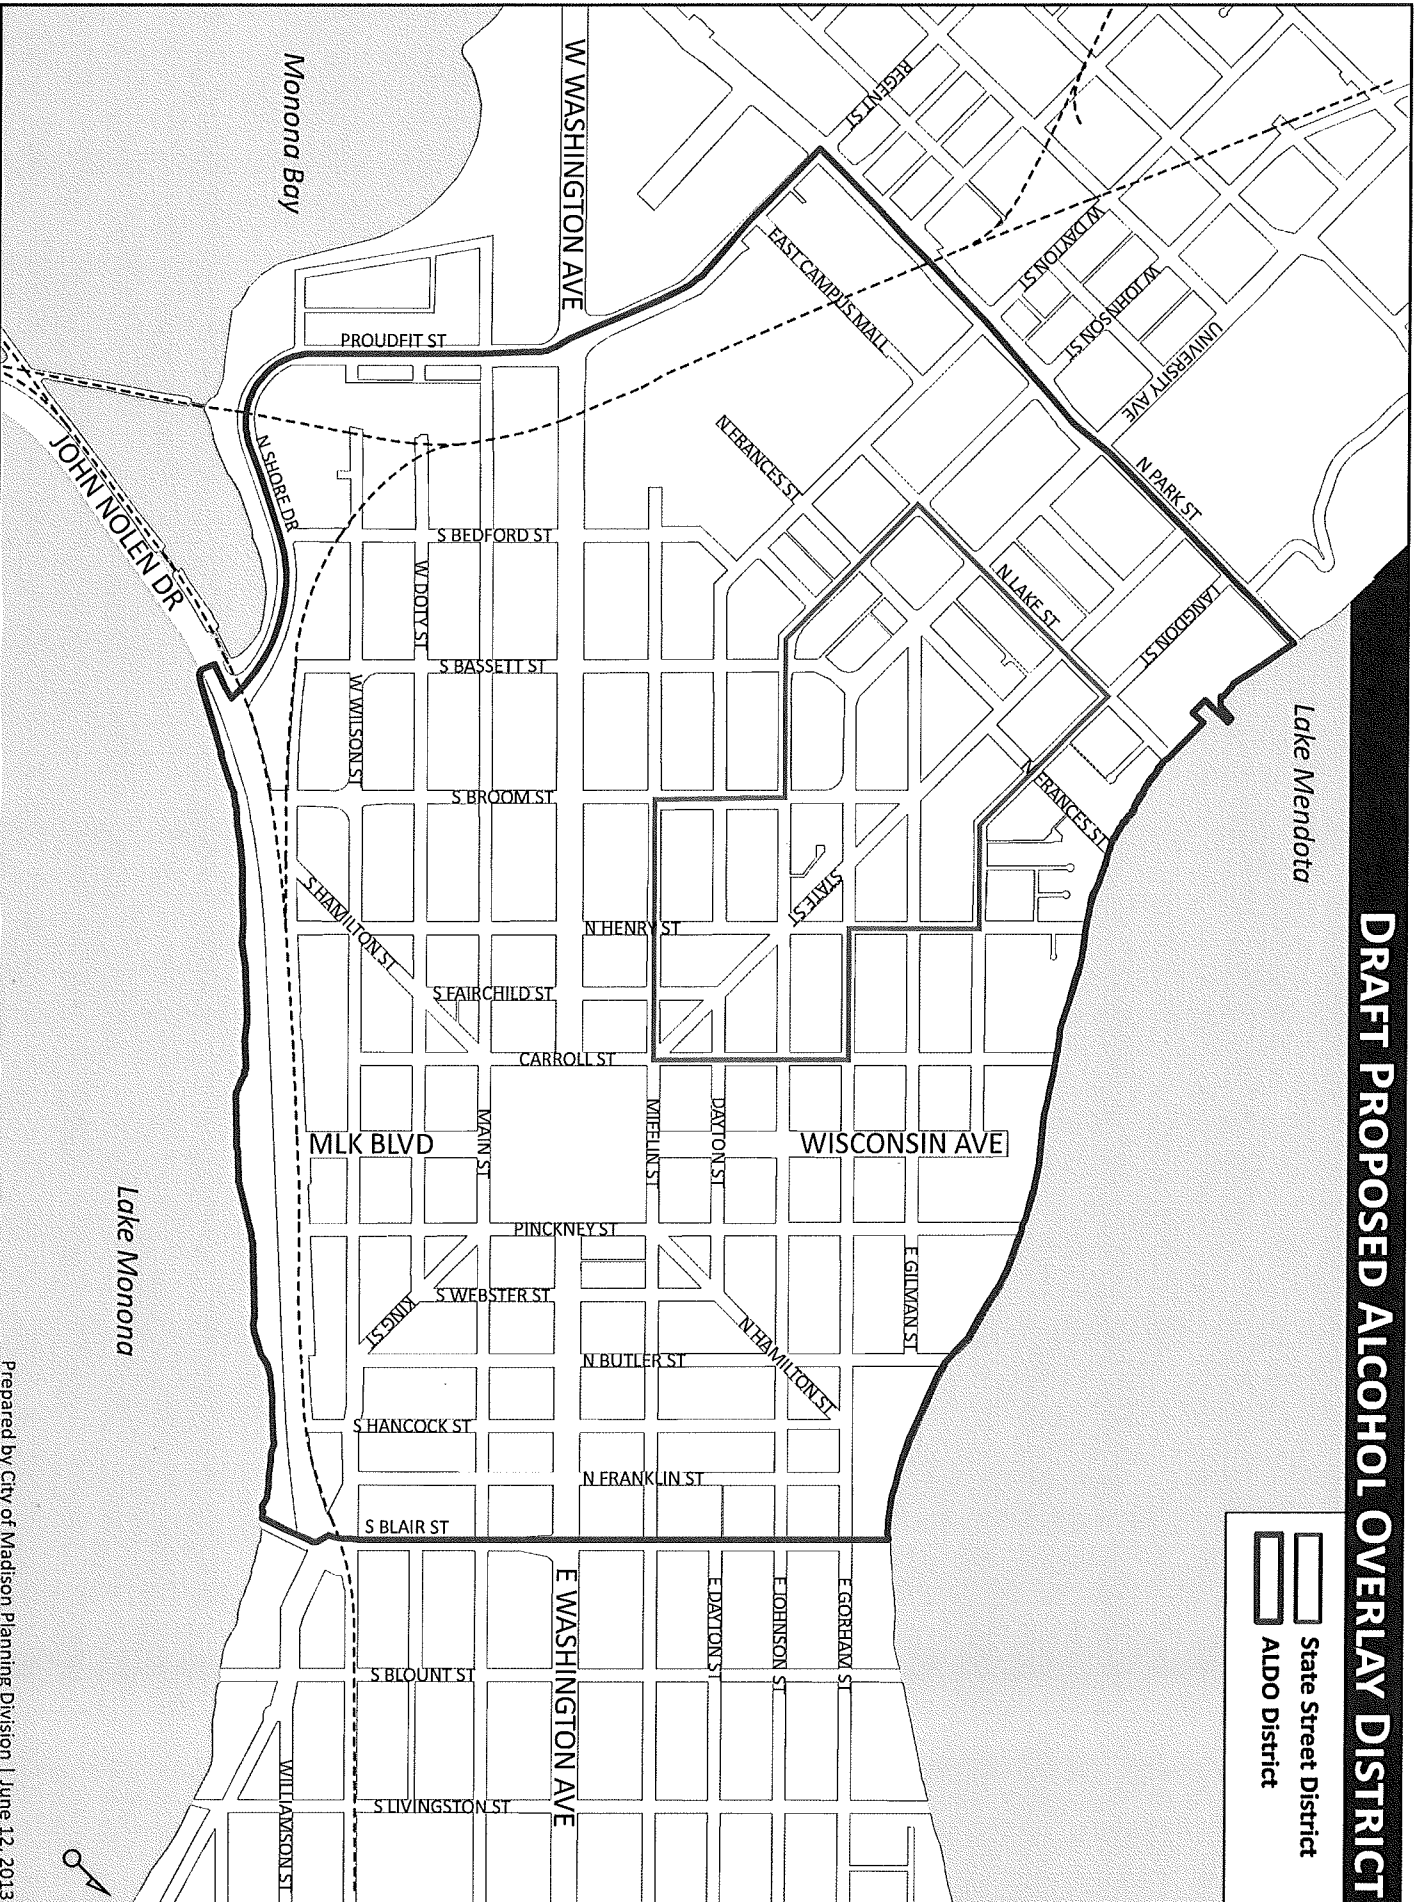 DRAFT PROPOSED ALCOHOL OVERLAY DISTRICT
State Street District
ALDO District
Lake Mendota
Monona Bay
Lake Monona
W WASHINGTON AVE
REGENT ST
EAST CAMPUS MALL
W DAYTON ST
W JOHNSON ST
UNIVERSITY AVE
N PARK ST
LANGDON ST
N LAKE ST
N FRANCES ST
N FRANCES ST
PROUDFIT ST
N SHORE DR
JOHN NOLEN DR
S BEDFORD ST
W DOTY ST
S BASSETT ST
W WILSON ST
S BROOM ST
STATE ST
S HAMILTON ST
N HENRY ST
S FAIRCHILD ST
CARROLL ST
MAIN ST
MIFFLIN ST
DAYTON ST
MLK BLVD
WISCONSIN AVE
PINCKNEY ST
E GILMAN ST
S WEBSTER ST
KING ST
N HAMILTON ST
N BUTLER ST
S HANCOCK ST
N FRANKLIN ST
S BLAIR ST
E WASHINGTON AVE
E DAYTON ST
E JOHNSON ST
E GORHAM ST
S BLOUNT ST
WILLIAMSON ST
S LIVINGSTON ST
Prepared by City of Madison Planning Division | June 12, 2013